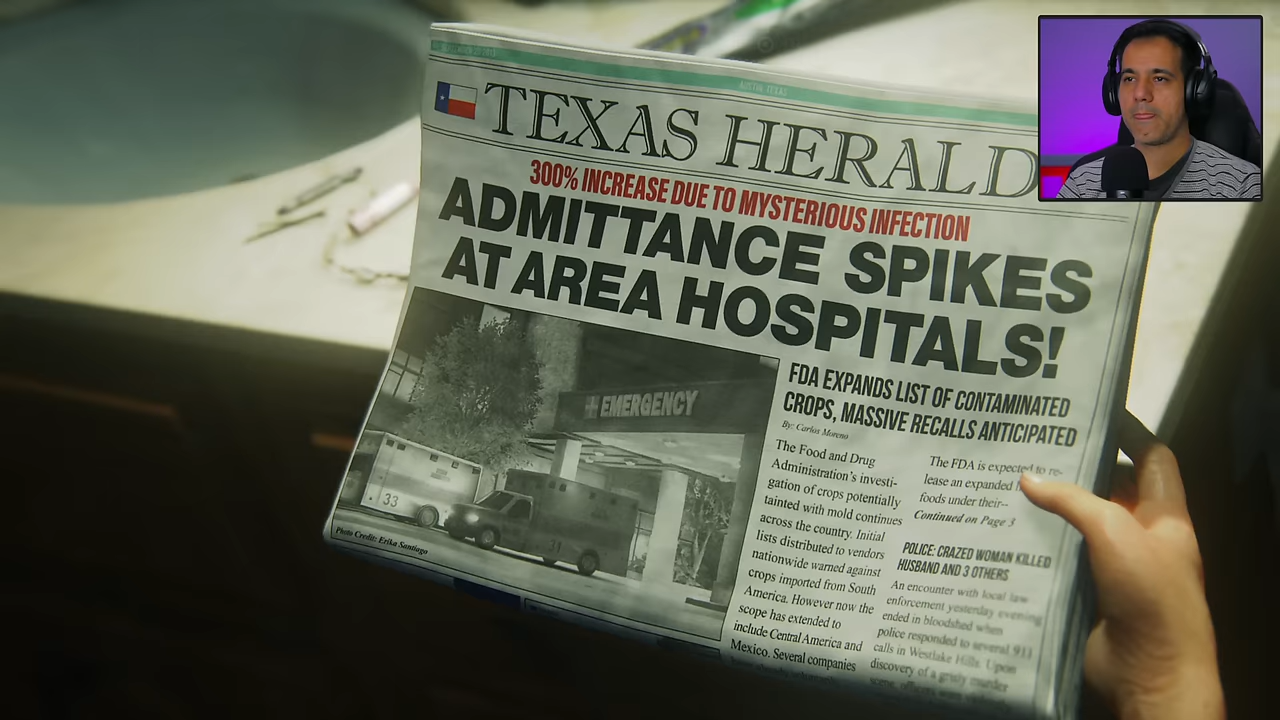 AUSTIN, TEXAS
TEXAS HERALD
300% INCREASE DUE TO MYSTERIOUS INFECTION
ADMITTANCE SPIKES
AT AREA HOSPITALS!
EMERGENCY
33
31
Photo Credit: Erika Santiago
FDA EXPANDS LIST OF CONTAMINATED
CROPS, MASSIVE RECALLS ANTICIPATED
By: Carlos Moreno
The Food and Drug
Administration's investi-
gation of crops potentially
tainted with mold continues
across the country. Initial
lists distributed to vendors
nationwide warned against
crops imported from South
America. However now the
scope has extended to
include Central America and
Mexico. Several companies
The FDA is expected to re-
lease an expanded
foods under their--
Continued on Page 3
POLICE: CRAZED WOMAN KILLED
HUSBAND AND 3 OTHERS
An encounter with local law
enforcement yesterday evening
ended in bloodshed when
police responded to several 911
calls in Westlake Hills. Upon
discovery of a grisly murder